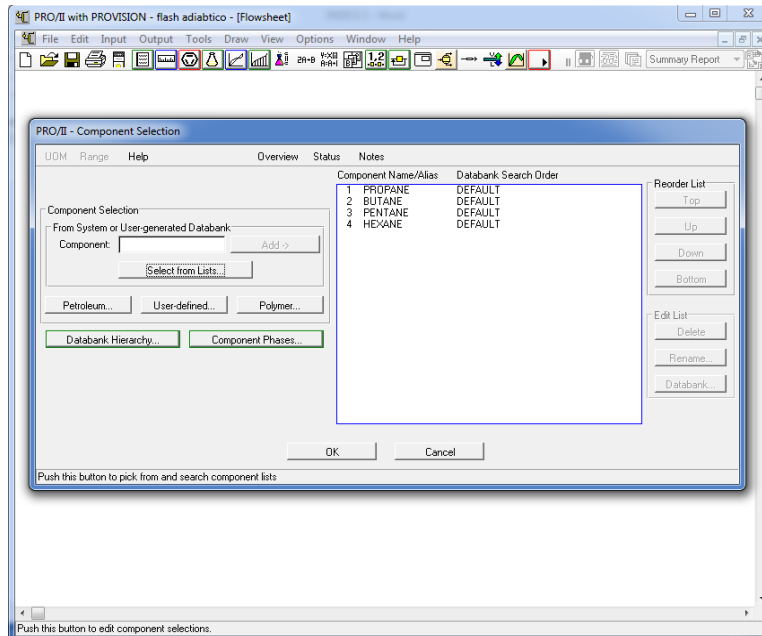 PRO/II with PROVISION - flash adiabtico - [Flowsheet]
File Edit Input Output Tools Draw View Options Window Help
Summary Report
PRO/II - Component Selection
UOM Range Help Overview Status Notes
Component Name/Alias Databank Search Order
1 PROPANE DEFAULT
2 BUTANE DEFAULT
3 PENTANE DEFAULT
4 HEXANE DEFAULT
Component Selection
From System or User-generated Databank
Component: Add ->
Select from Lists...
Petroleum... User-defined... Polymer...
Databank Hierarchy... Component Phases...
Reorder List
Top
Up
Down
Bottom
Edit List
Delete
Rename...
Databank...
OK Cancel
Push this button to pick from and search component lists
Push this button to edit component selections.